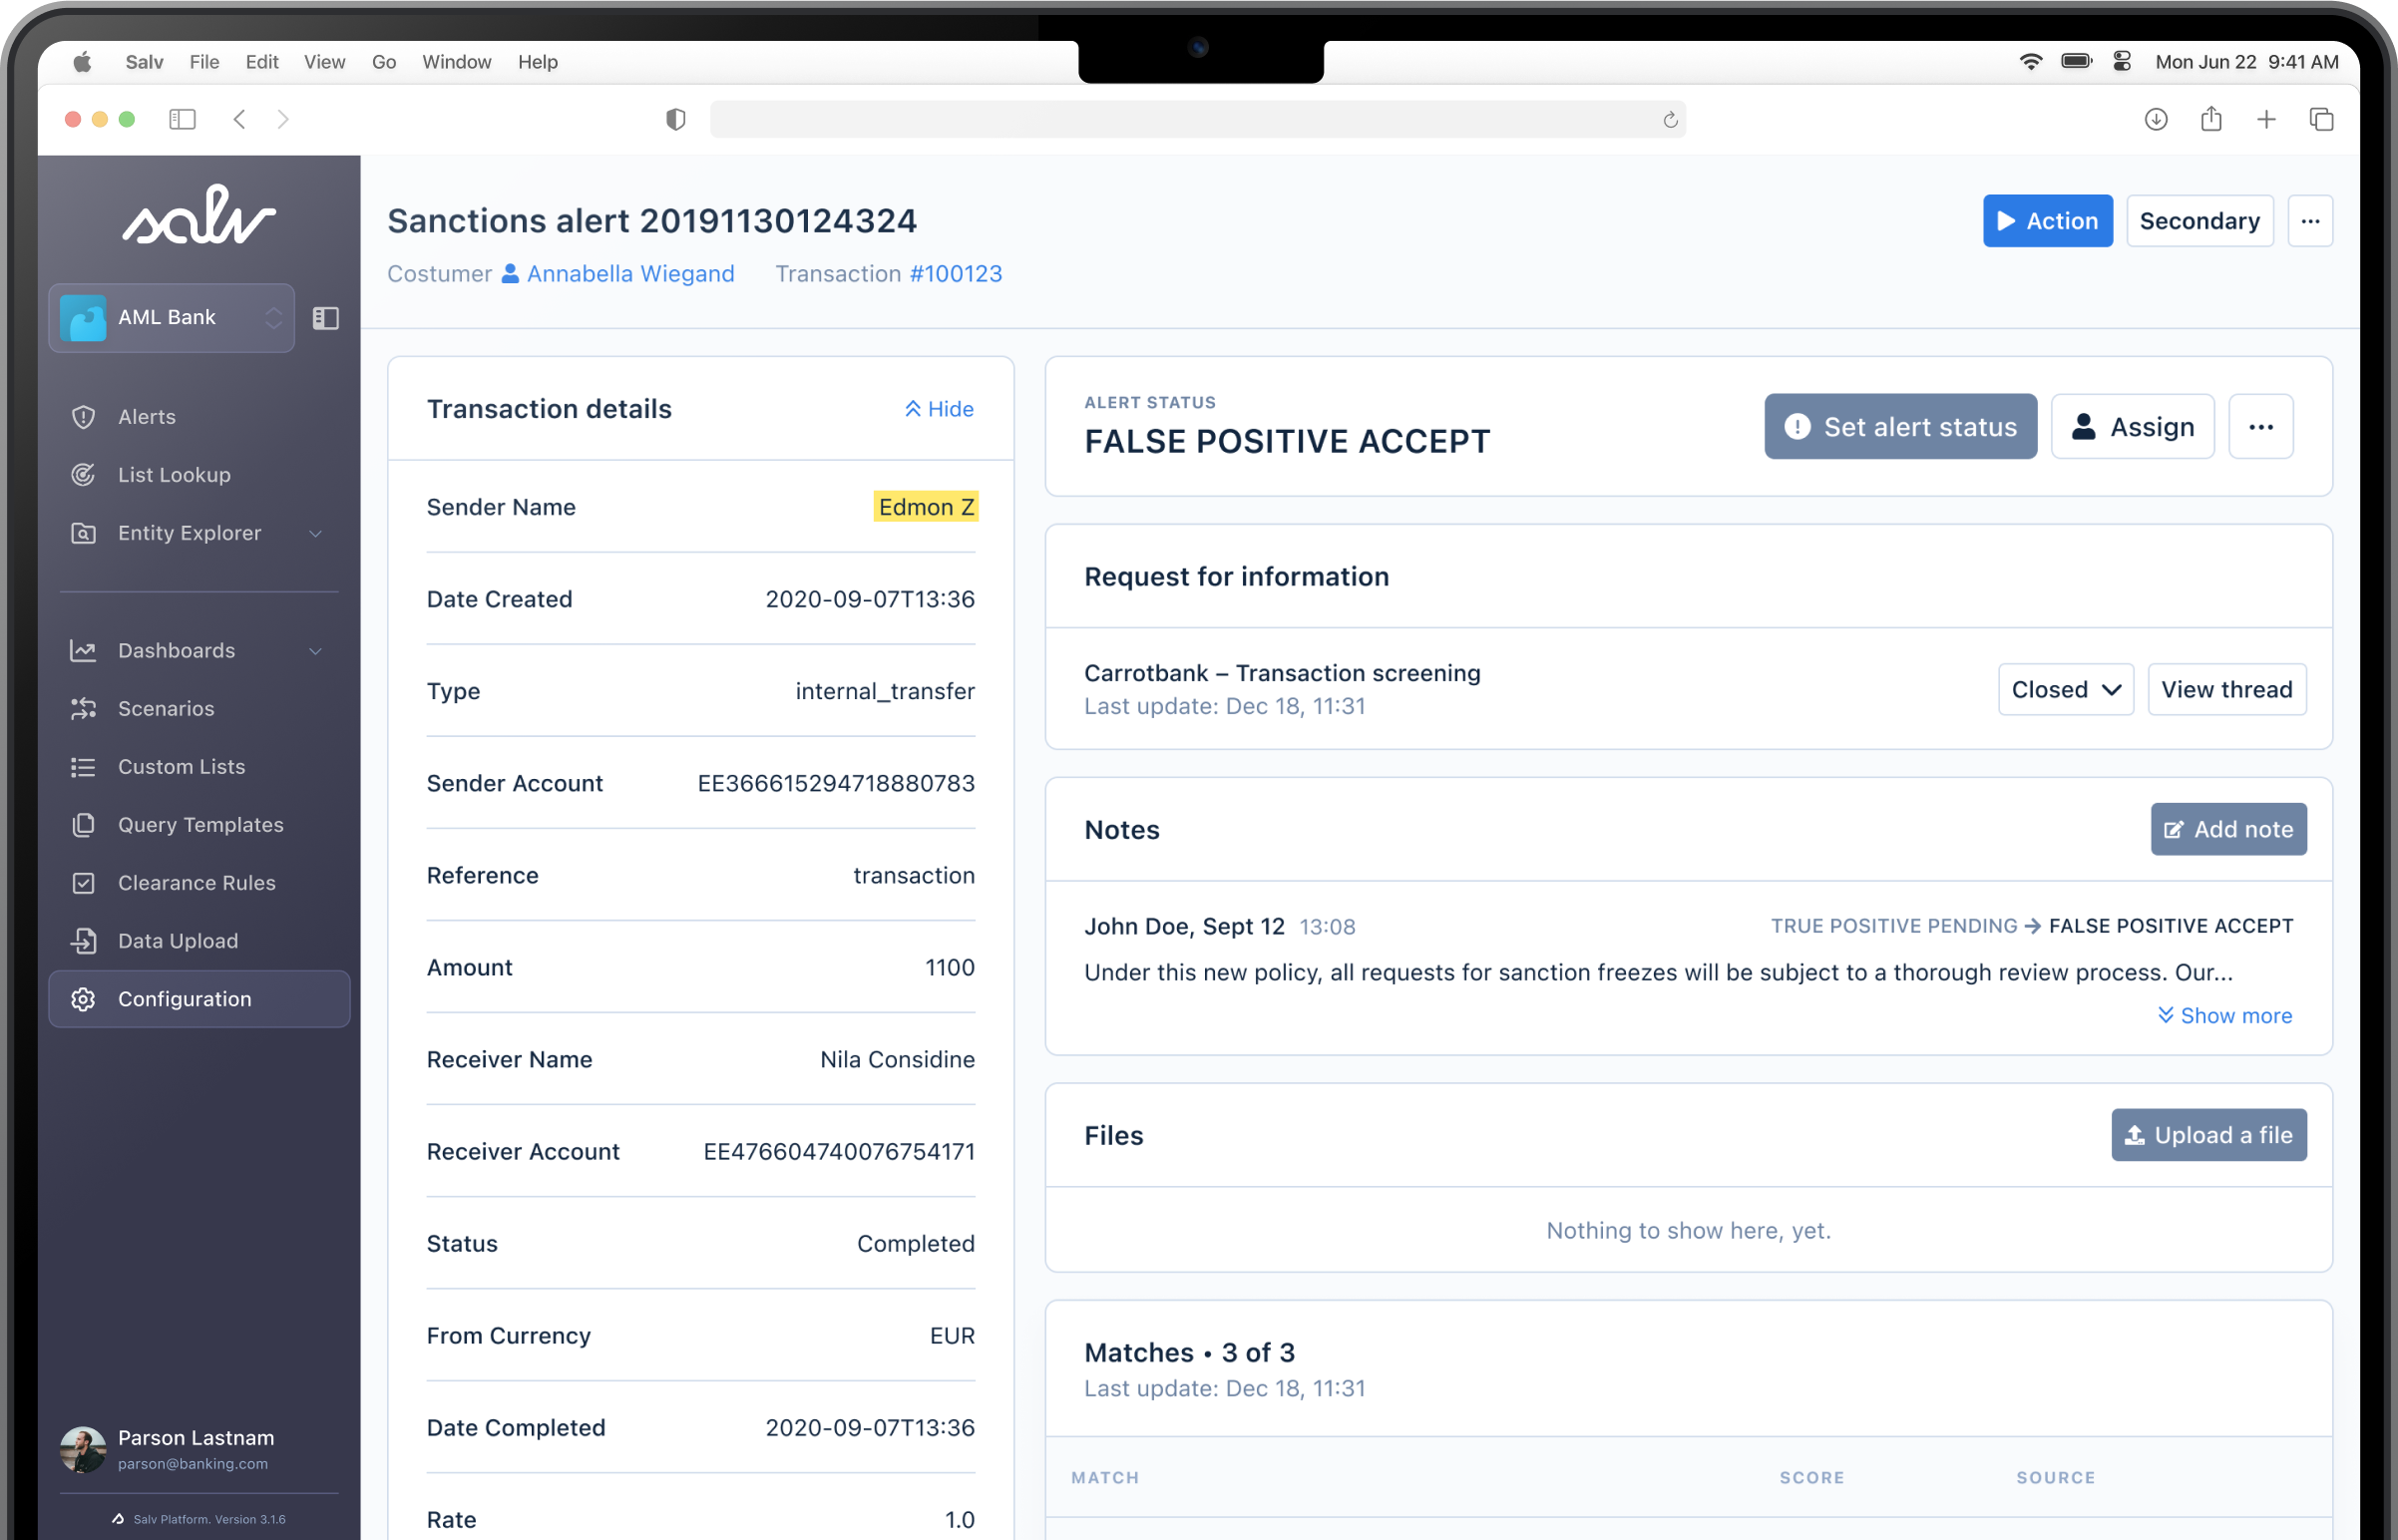 Salv File Edit View Go Window Help
Mon Jun 22 9:41 AM
salv
AML Bank
Alerts
List Lookup
Entity Explorer
Dashboards
Scenarios
Custom Lists
Query Templates
Clearance Rules
Data Upload
Configuration
Parson Lastnam
parson@banking.com
Salv Platform. Version 3.1.6
Sanctions alert 20191130124324
Costumer Annabella Wiegand Transaction #100123
Action
Secondary
Transaction details
Hide
Sender Name Edmon Z
Date Created 2020-09-07T13:36
Type internal_transfer
Sender Account EE366615294718880783
Reference transaction
Amount 1100
Receiver Name Nila Considine
Receiver Account EE476604740076754171
Status Completed
From Currency EUR
Date Completed 2020-09-07T13:36
Rate 1.0
ALERT STATUS
FALSE POSITIVE ACCEPT
Set alert status
Assign
Request for information
Carrotbank – Transaction screening
Last update: Dec 18, 11:31
Closed
View thread
Notes
Add note
John Doe, Sept 12 13:08
TRUE POSITIVE PENDING → FALSE POSITIVE ACCEPT
Under this new policy, all requests for sanction freezes will be subject to a thorough review process. Our...
Show more
Files
Upload a file
Nothing to show here, yet.
Matches • 3 of 3
Last update: Dec 18, 11:31
MATCH SCORE SOURCE